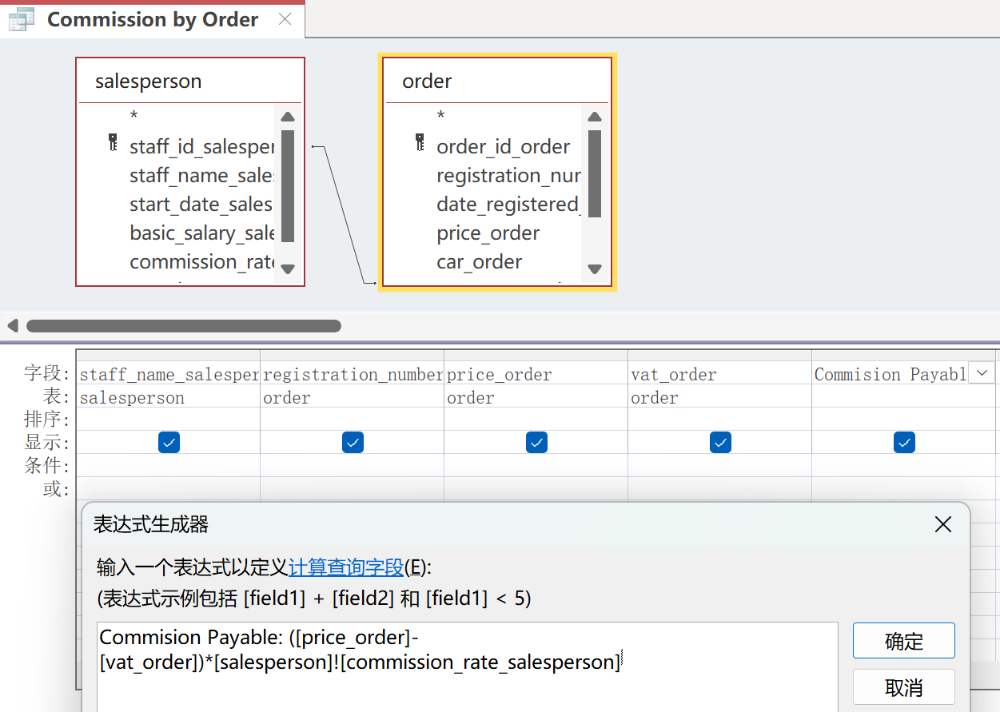 Commission by Order
salesperson
*
staff_id_salesper
staff_name_sales
start_date_sales
basic_salary_sale
commission_rate
order
*
order_id_order
registration_nur
date_registered_
price_order
car_order
字段: staff_name_salesper registration_number price_order vat_order Commision Payabl
表: salesperson order order order
排序:
显示:
条件:
或:
表达式生成器
输入一个表达式以定义计算查询字段(E):
(表达式示例包括 [field1] + [field2] 和 [field1] < 5)
Commision Payable: ([price_order]-
[vat_order])*[salesperson]![commission_rate_salesperson]
确定
取消